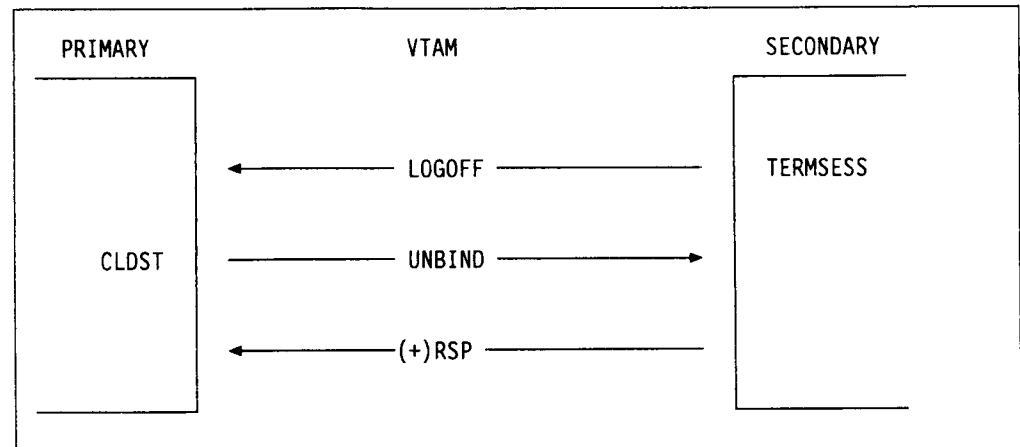 PRIMARY VTAM SECONDARY
LOGOFF TERMSESS
CLDST UNBIND
(+)RSP